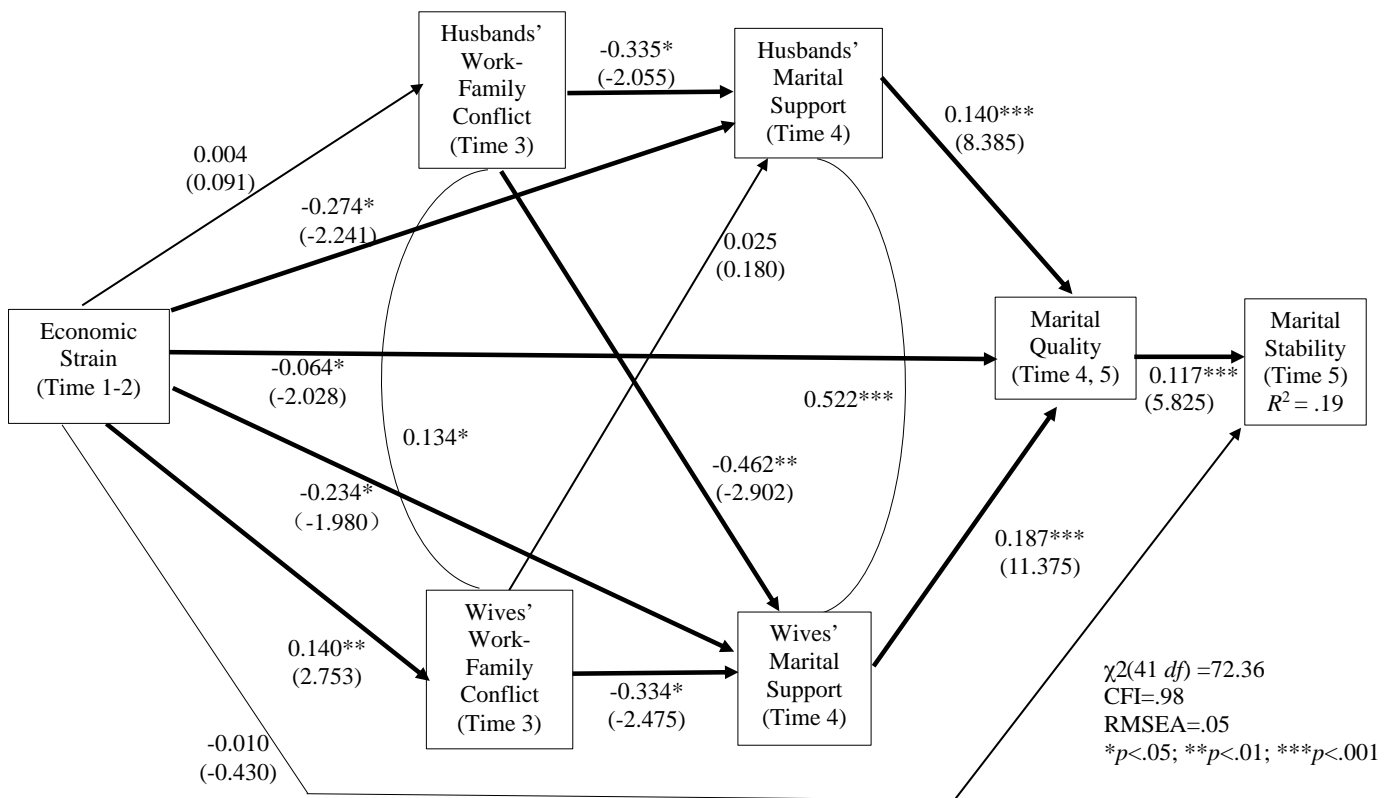 Husbands’
Work-
Family
Conflict
(Time 3)
-0.335*
(-2.055)
Husbands’
Marital
Support
(Time 4)
0.140***
(8.385)
0.004
(0.091)
-0.274*
(-2.241)
0.025
(0.180)
Economic
Strain
(Time 1-2)
Marital
Quality
(Time 4, 5)
Marital
Stability
(Time 5)
R² = .19
-0.064*
(-2.028)
0.117***
(5.825)
0.522***
0.134*
-0.462**
(-2.902)
-0.234*
（-1.980）
0.187***
(11.375)
Wives’
Work-
Family
Conflict
(Time 3)
Wives’
Marital
Support
(Time 4)
0.140**
(2.753)
-0.334*
(-2.475)
-0.010
(-0.430)
χ2(41 df) =72.36
CFI=.98
RMSEA=.05
*p<.05; **p<.01; ***p<.001